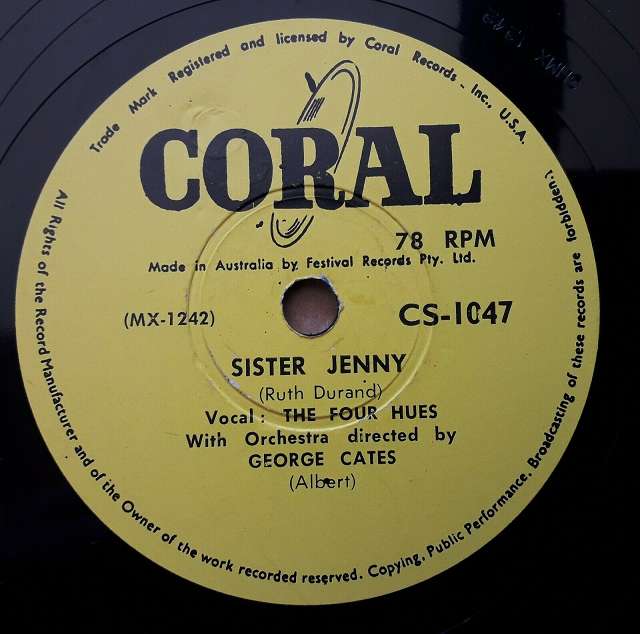 Trade Mark Registered and licensed by Coral Records - Inc., U.S.A.
CORAL
78 RPM
Made in Australia by Festival Records Pty. Ltd.
(MX-1242)
CS-1047
SISTER JENNY
(Ruth Durand)
Vocal: THE FOUR HUES
With Orchestra directed by
GEORGE CATES
(Albert)
All Rights of the Record Manufacturer and of the Owner of the work recorded reserved. Copying, Public Performance, Broadcasting of these records are forbidden.)